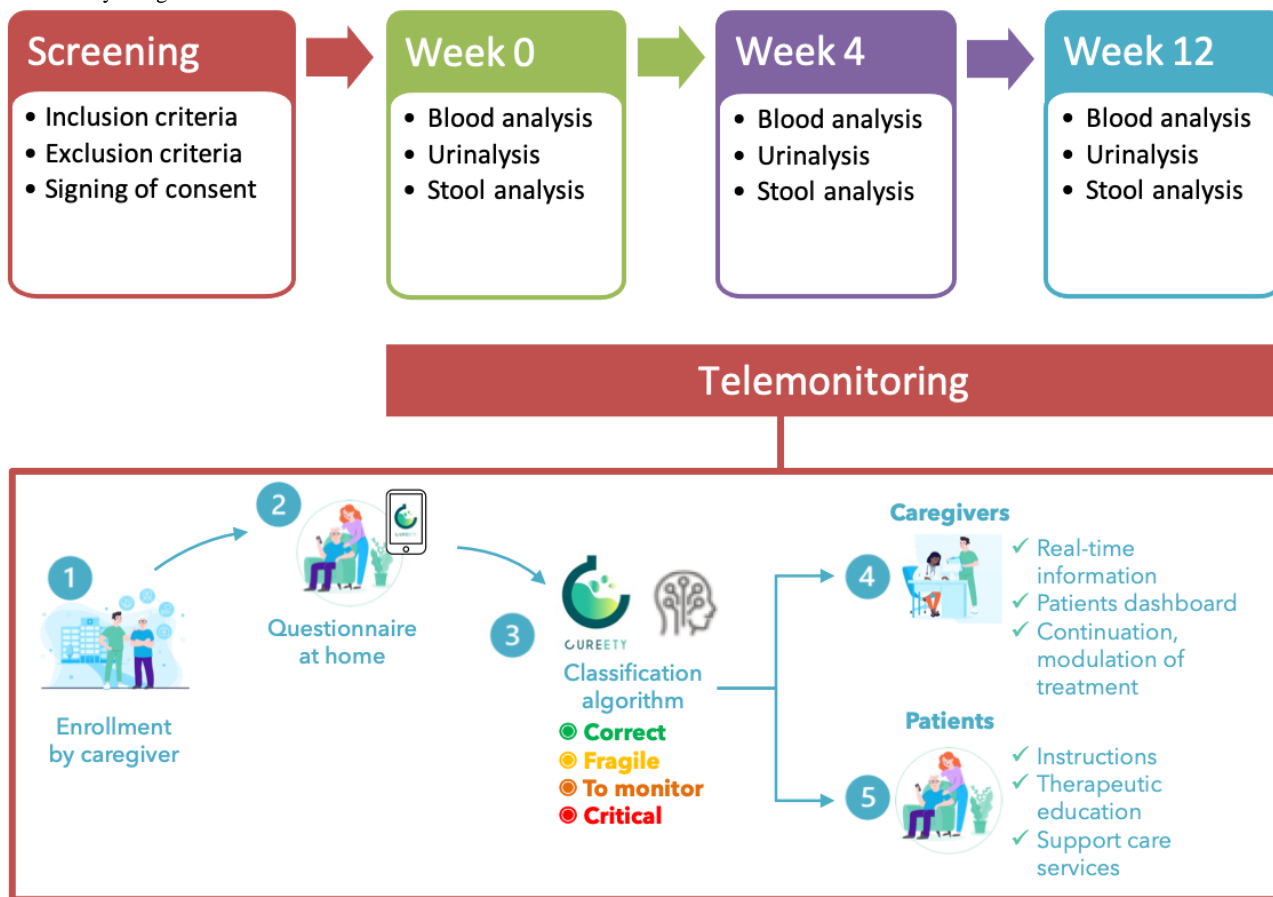 Screening
• Inclusion criteria
• Exclusion criteria
• Signing of consent
Week 0
• Blood analysis
• Urinalysis
• Stool analysis
Week 4
• Blood analysis
• Urinalysis
• Stool analysis
Week 12
• Blood analysis
• Urinalysis
• Stool analysis
Telemonitoring
1
Enrollment
by caregiver
2
CUREETY
Questionnaire
at home
3
CUREETY
Classification
algorithm
Correct
Fragile
To monitor
Critical
Caregivers
4
✓ Real-time
information
✓ Patients dashboard
✓ Continuation,
modulation of
treatment
Patients
5
✓ Instructions
✓ Therapeutic
education
✓ Support care
services